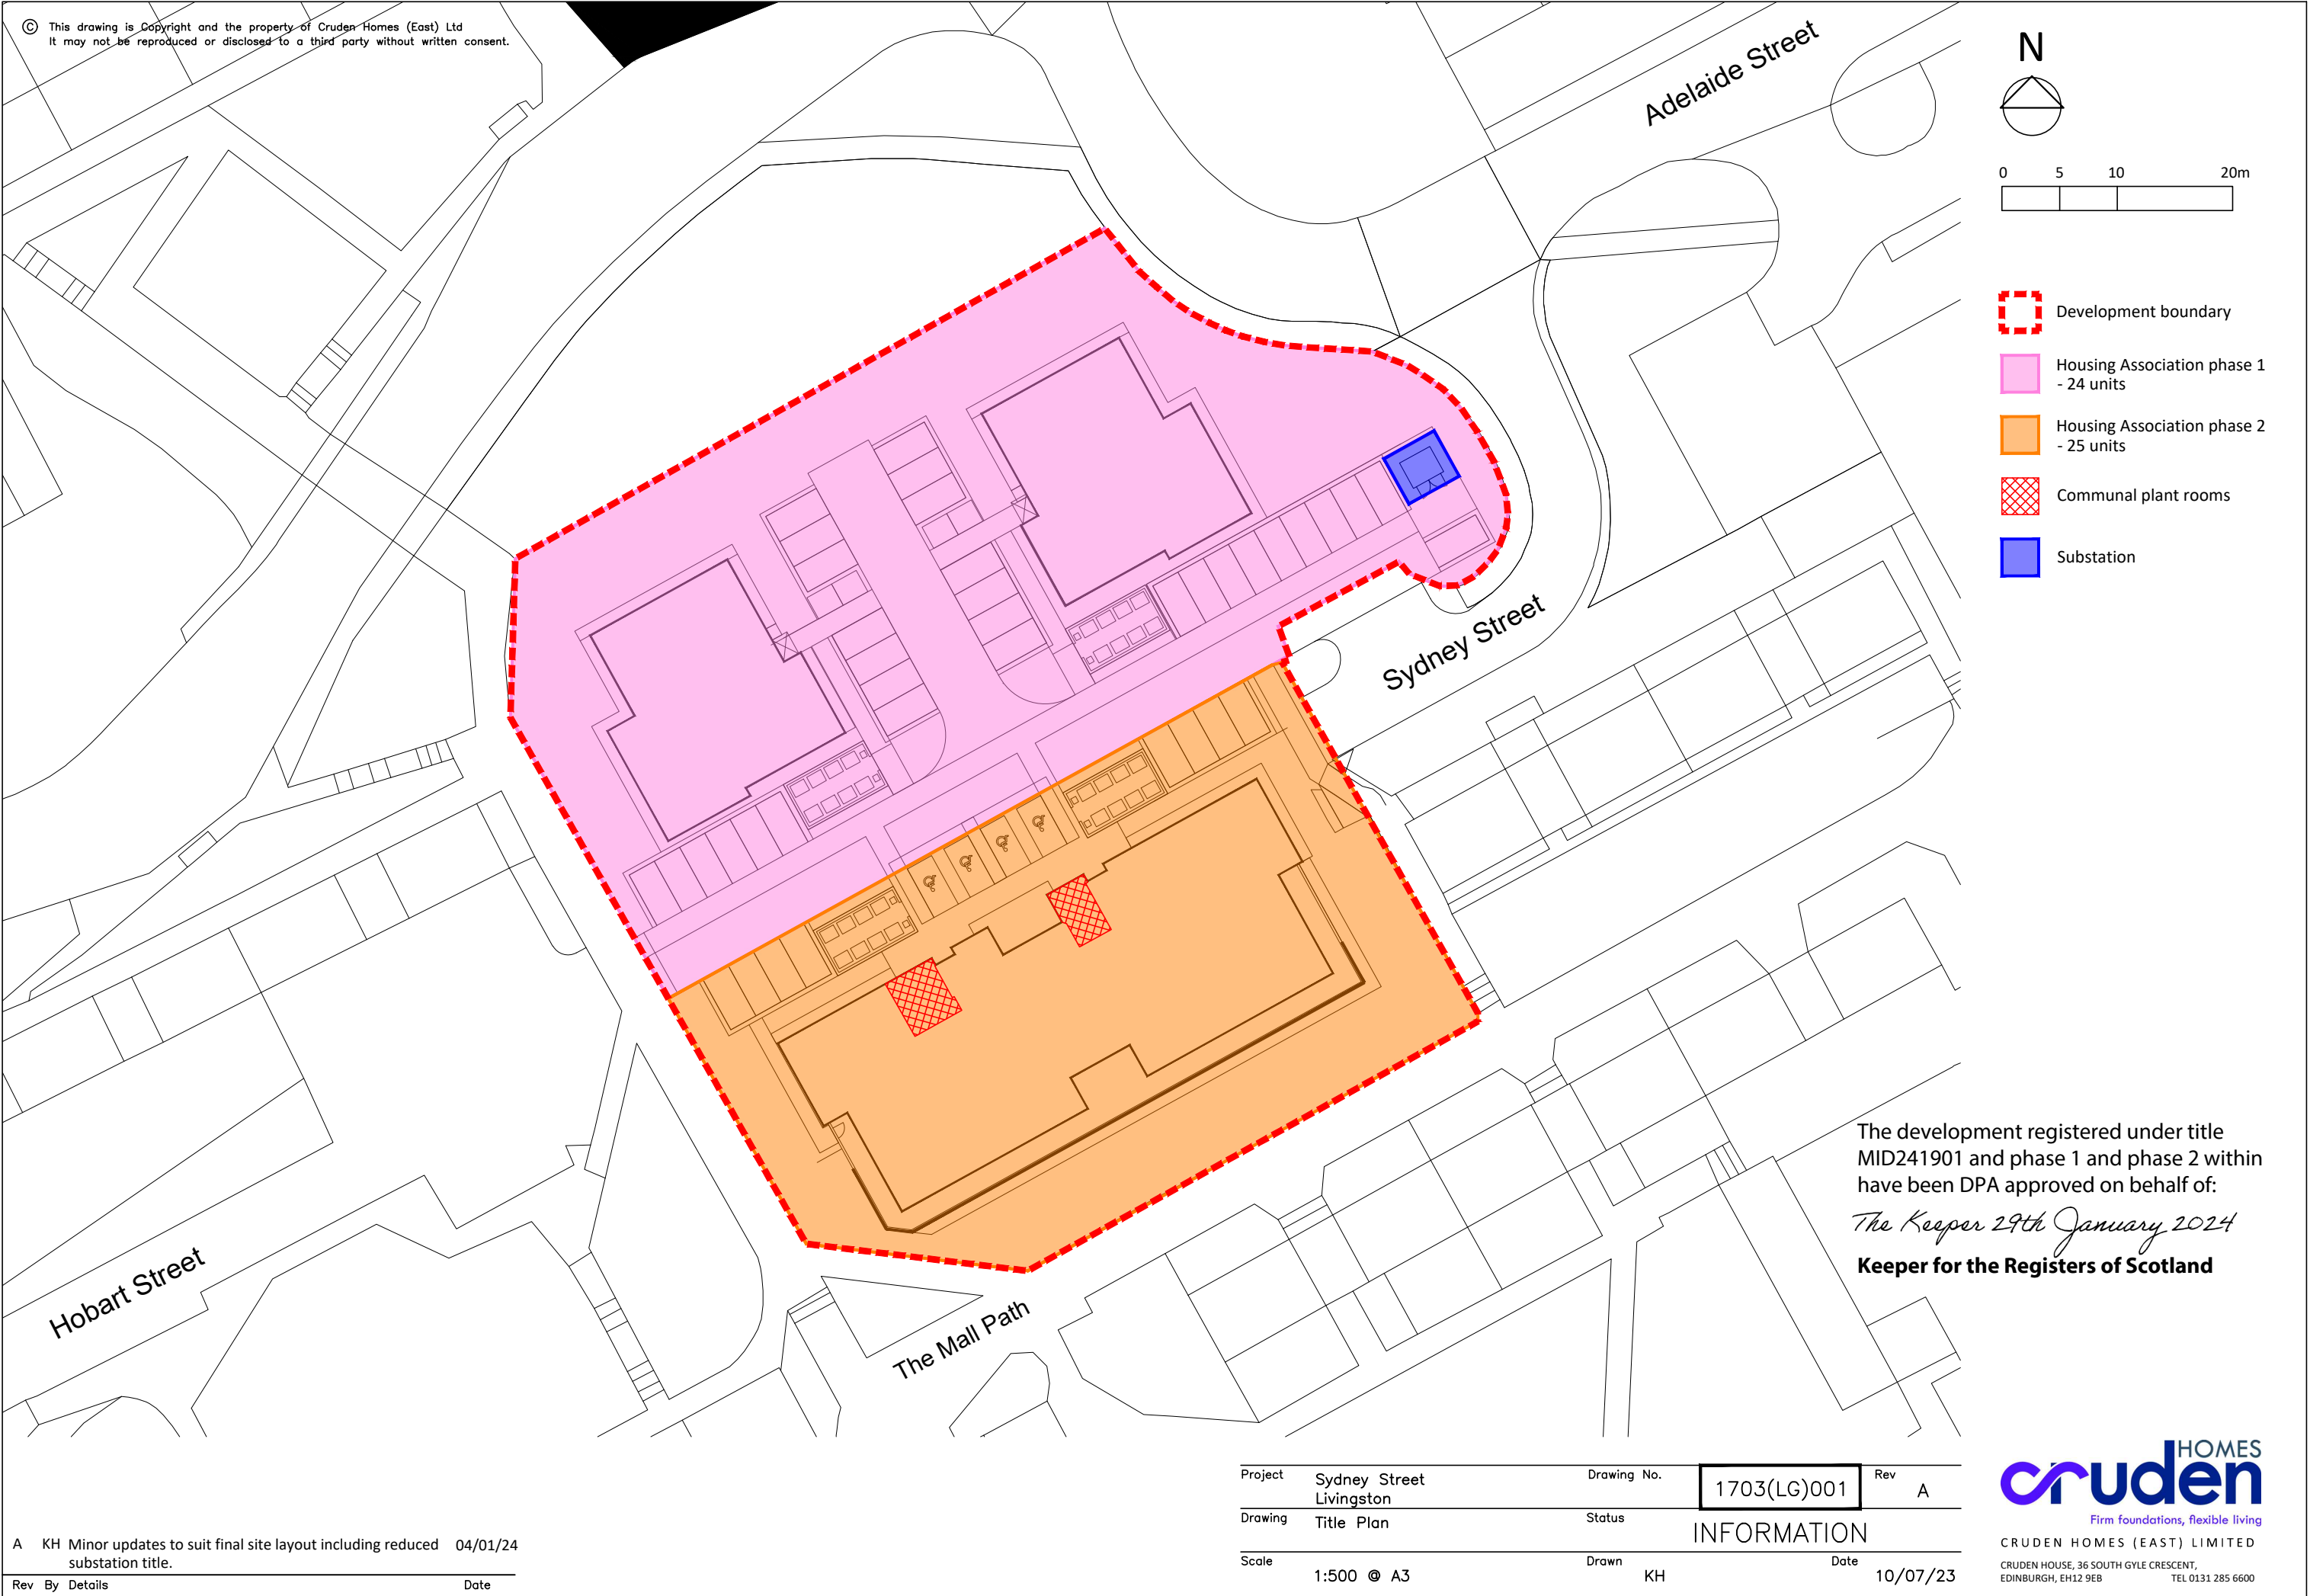 © This drawing is Copyright and the property of Cruden Homes (East) Ltd
It may not be reproduced or disclosed to a third party without written consent.
Adelaide Street
N
0 5 10 20m
Development boundary
Housing Association phase 1
- 24 units
Housing Association phase 2
- 25 units
Communal plant rooms
Substation
Sydney Street
Hobart Street
The Mall Path
The development registered under title
MID241901 and phase 1 and phase 2 within
have been DPA approved on behalf of:
The Keeper 29th January 2024
Keeper for the Registers of Scotland
A KH Minor updates to suit final site layout including reduced 04/01/24
substation title.
Rev By Details Date
Project Sydney Street Drawing No. 1703(LG)001 Rev A
Livingston
Drawing Title Plan Status INFORMATION
Scale 1:500 @ A3 Drawn KH Date 10/07/23
HOMES
cruden
Firm foundations, flexible living
CRUDEN HOMES (EAST) LIMITED
CRUDEN HOUSE, 36 SOUTH GYLE CRESCENT,
EDINBURGH, EH12 9EB TEL 0131 285 6600